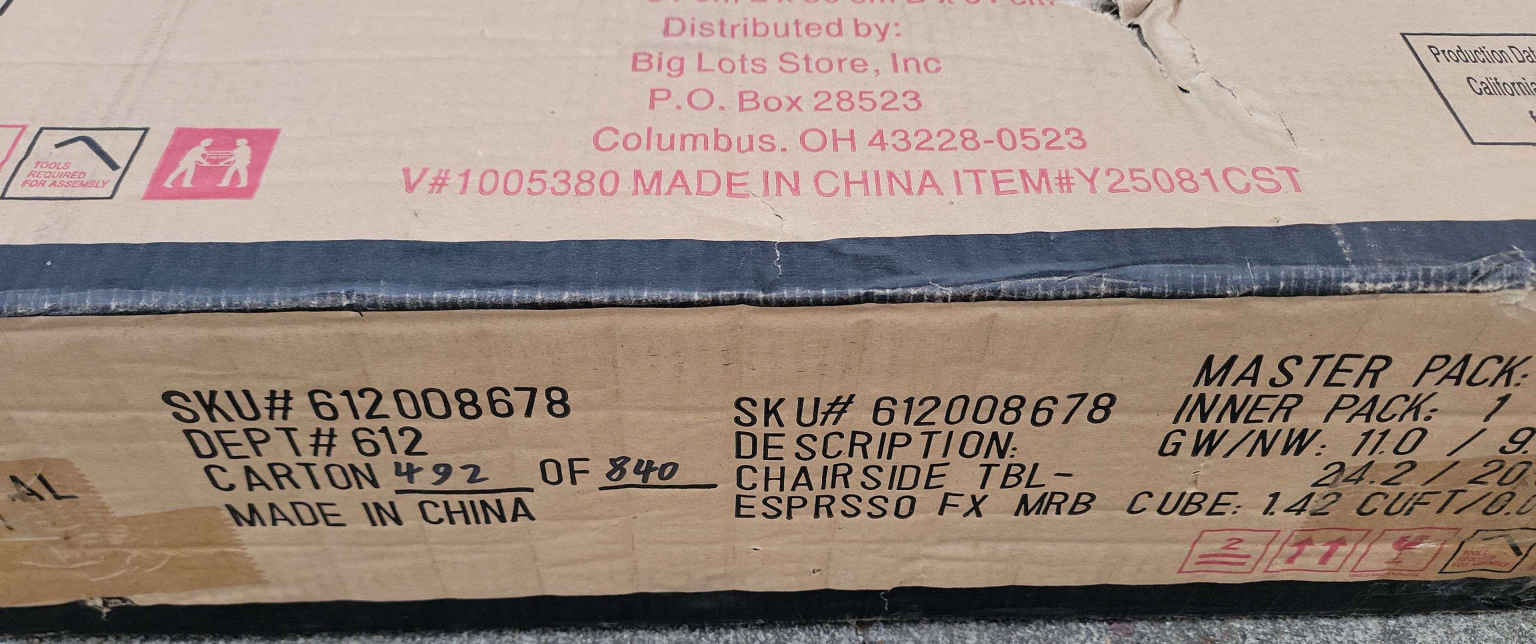 Distributed by:
Big Lots Store, Inc
P.O. Box 28523
Columbus. OH 43228-0523
V#1005380 MADE IN CHINA ITEM#Y25081CST
TOOLS
REQUIRED
FOR ASSEMBLY
Production Dat
California
SKU# 612008678
DEPT# 612
CARTON 492 OF 840
MADE IN CHINA
AL
SKU# 612008678
DESCRIPTION:
CHAIRSIDE TBL-
ESPRSSO FX MRB
MASTER PACK:
INNER PACK: 1
GW/NW: 11.0 / 9.
24.2 / 20
CUBE: 1.42 CUFT/0.0
2